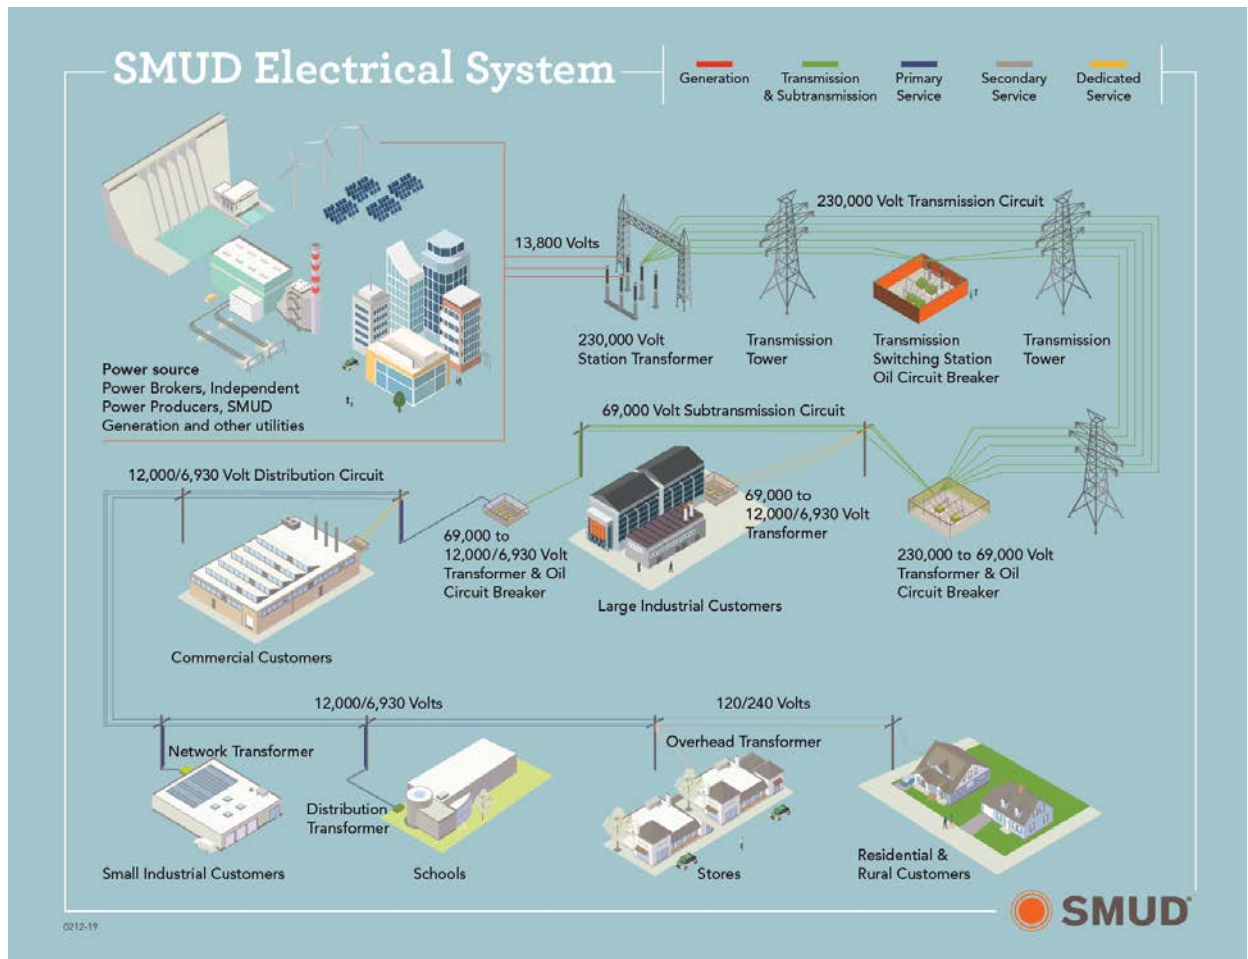 SMUD Electrical System
Generation
Transmission
& Subtransmission
Primary
Service
Secondary
Service
Dedicated
Service
230,000 Volt Transmission Circuit
13,800 Volts
230,000 Volt
Station Transformer
Transmission
Tower
Transmission
Switching Station
Oil Circuit Breaker
Transmission
Tower
Power source
Power Brokers, Independent
Power Producers, SMUD
Generation and other utilities
69,000 Volt Subtransmission Circuit
12,000/6,930 Volt Distribution Circuit
69,000 to
12,000/6,930 Volt
Transformer & Oil
Circuit Breaker
69,000 to
12,000/6,930 Volt
Transformer
230,000 to 69,000 Volt
Transformer & Oil
Circuit Breaker
Large Industrial Customers
Commercial Customers
12,000/6,930 Volts
120/240 Volts
Network Transformer
Overhead Transformer
Distribution
Transformer
Small Industrial Customers
Schools
Stores
Residential &
Rural Customers
SMUD®
0212-19